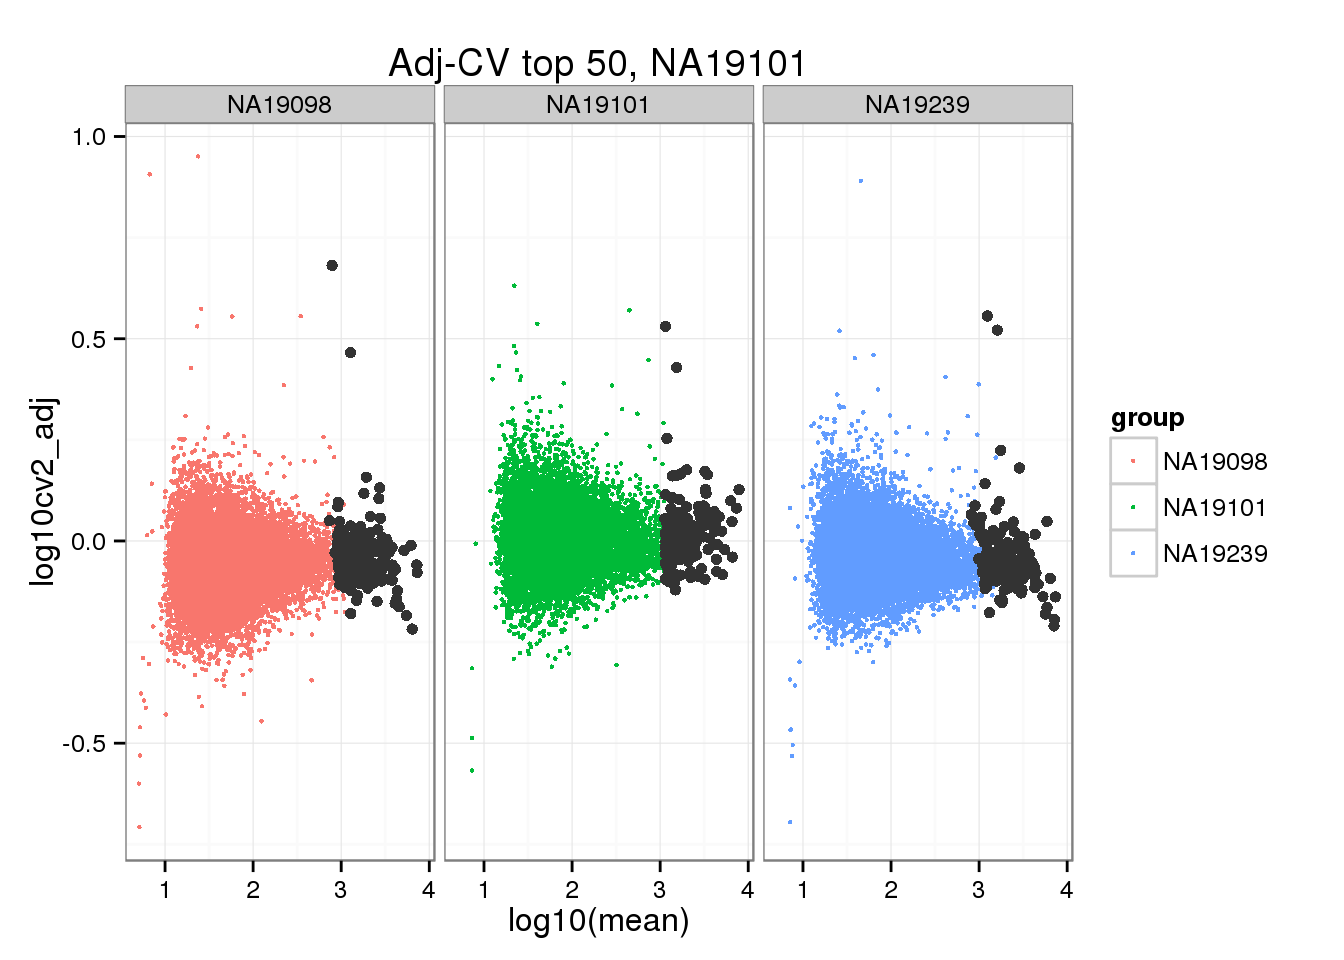 Adj-CV top 50, NA19101
NA19098 NA19101 NA19239
1.0
0.5
0.0
-0.5
log10cv2_adj
1 2 3 4 1 2 3 4 1 2 3 4
log10(mean)
group
NA19098
NA19101
NA19239